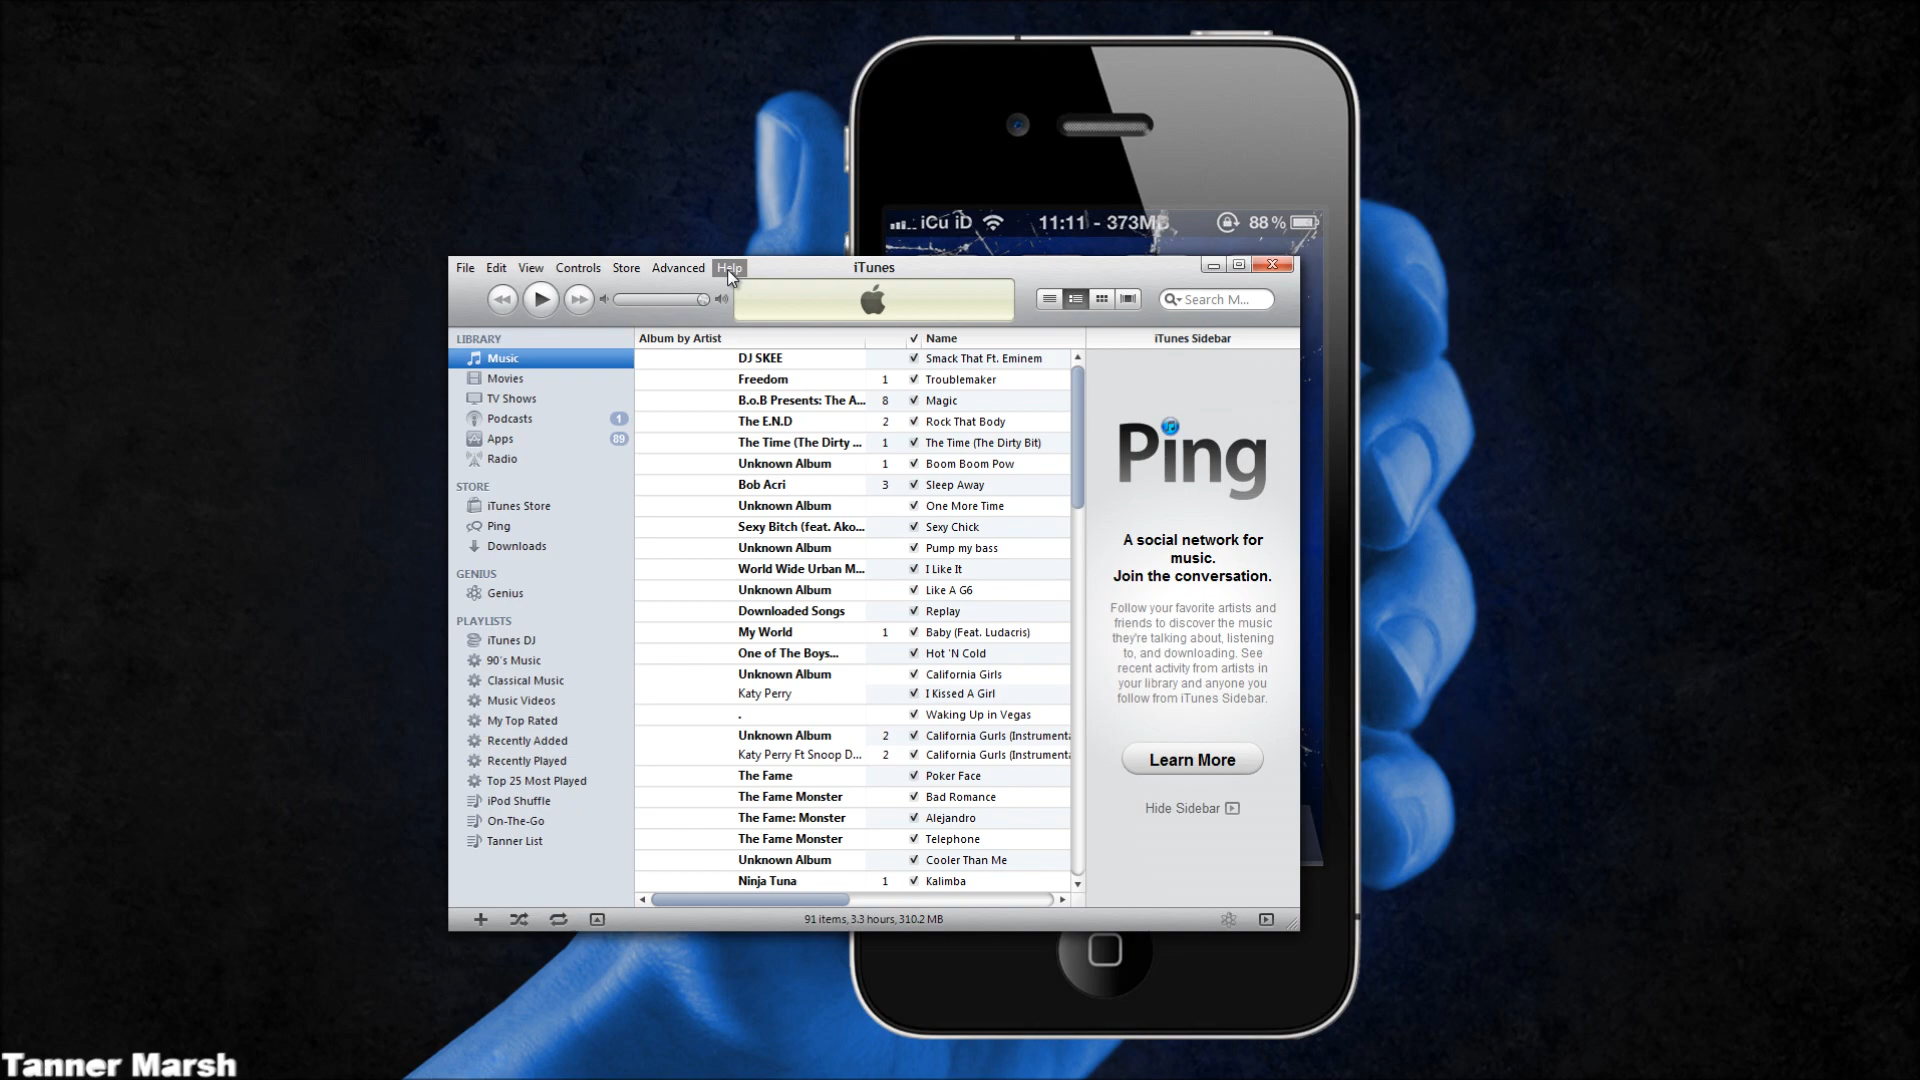 iCu iD 11:11 - 373MB 88%
File Edit View Controls Store Advanced Help iTunes
Search M...
LIBRARY
Music
Movies
TV Shows
Podcasts 1
Apps 89
Radio
STORE
iTunes Store
Ping
Downloads
GENIUS
Genius
PLAYLISTS
iTunes DJ
90's Music
Classical Music
Music Videos
My Top Rated
Recently Added
Recently Played
Top 25 Most Played
iPod Shuffle
On-The-Go
Tanner List
Album by Artist ✓ Name
DJ SKEE Smack That Ft. Eminem
Freedom 1 Troublemaker
B.o.B Presents: The A... 8 Magic
The E.N.D 2 Rock That Body
The Time (The Dirty ... 1 The Time (The Dirty Bit)
Unknown Album 1 Boom Boom Pow
Bob Acri 3 Sleep Away
Unknown Album One More Time
Sexy Bitch (feat. Ako... Sexy Chick
Unknown Album Pump my bass
World Wide Urban M... I Like It
Unknown Album Like A G6
Downloaded Songs Replay
My World 1 Baby (Feat. Ludacris)
One of The Boys... Hot 'N Cold
Unknown Album California Girls
Katy Perry I Kissed A Girl
. Waking Up in Vegas
Unknown Album 2 California Gurls (Instrumenta
Katy Perry Ft Snoop D... 2 California Gurls (Instrumenta
The Fame Poker Face
The Fame Monster Bad Romance
The Fame: Monster Alejandro
The Fame Monster Telephone
Unknown Album Cooler Than Me
Ninja Tuna 1 Kalimba
iTunes Sidebar
Ping
A social network for
music.
Join the conversation.
Follow your favorite artists and
friends to discover the music
they're talking about, listening
to, and downloading. See
recent activity from artists in
your library and anyone you
follow from iTunes Sidebar.
Learn More
Hide Sidebar
91 items, 3.3 hours, 310.2 MB
Tanner Marsh